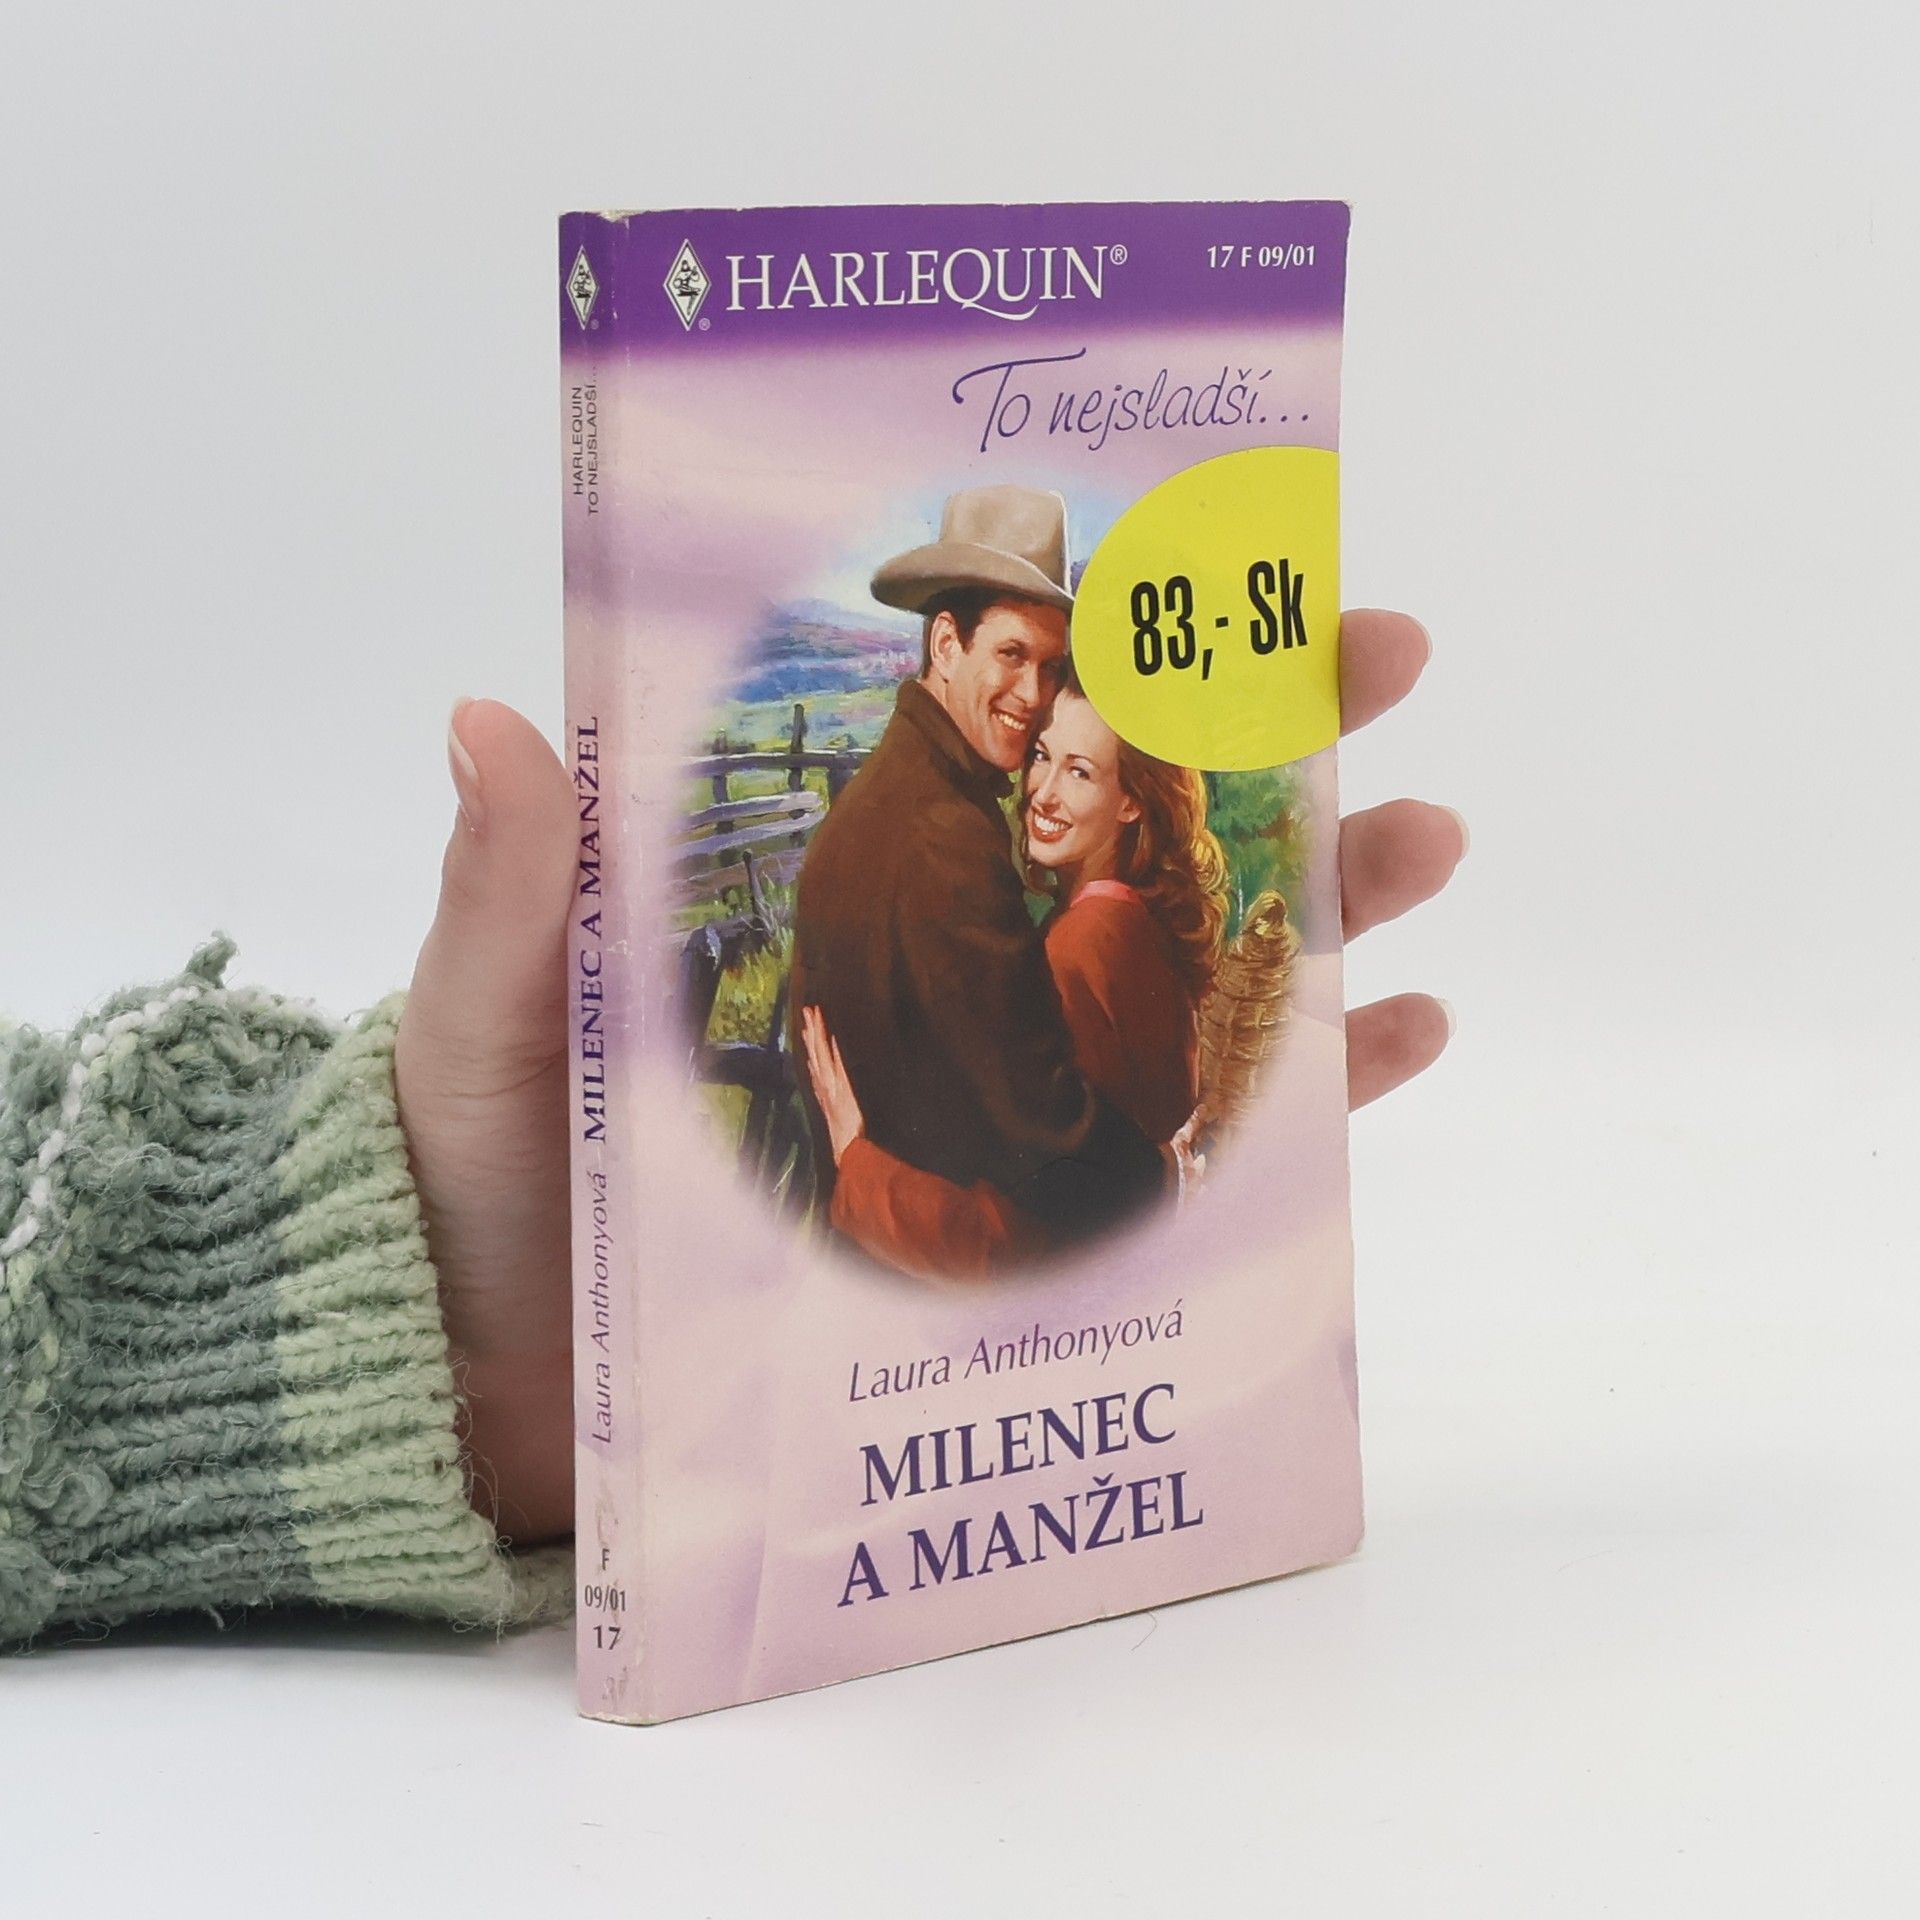 HARLEQUIN®
17 F 09/01
To nejsladší...
83,- Sk
Laura Anthonyová
MILENEC
A MANŽEL
HARLEQUIN
TO NEJSLADŠÍ...
Laura Anthonyová MILENEC A MANŽEL
F
09/01
17